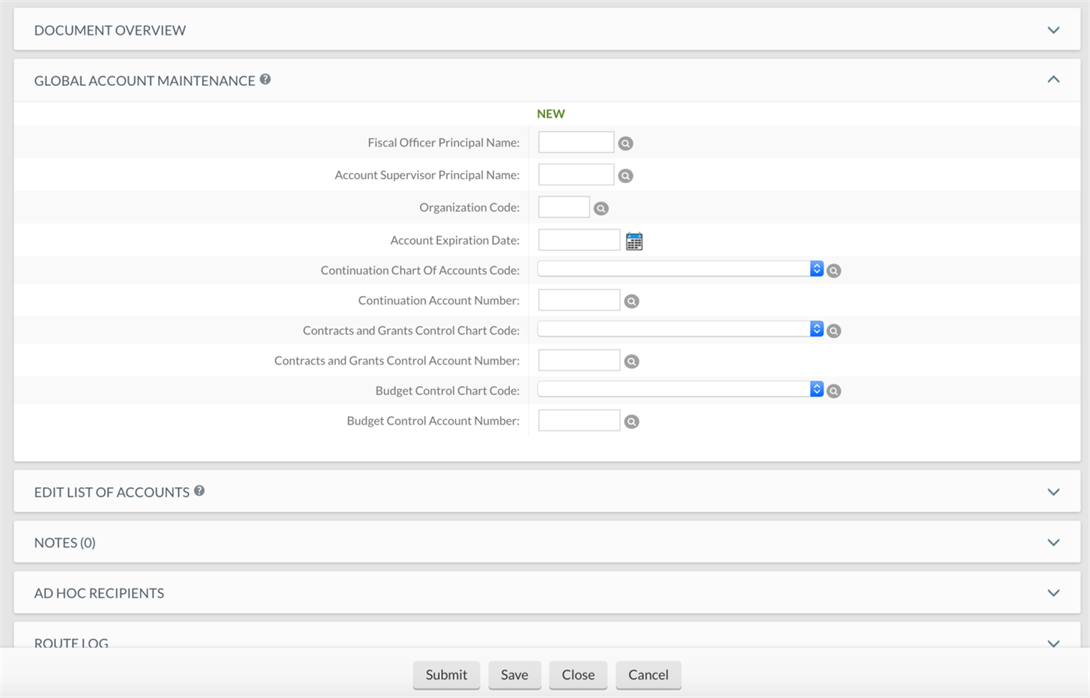 DOCUMENT OVERVIEW
GLOBAL ACCOUNT MAINTENANCE ?
NEW
Fiscal Officer Principal Name:
Account Supervisor Principal Name:
Organization Code:
Account Expiration Date:
Continuation Chart Of Accounts Code:
Continuation Account Number:
Contracts and Grants Control Chart Code:
Contracts and Grants Control Account Number:
Budget Control Chart Code:
Budget Control Account Number:
EDIT LIST OF ACCOUNTS ?
NOTES (0)
AD HOC RECIPIENTS
ROUTE LOG
Submit Save Close Cancel